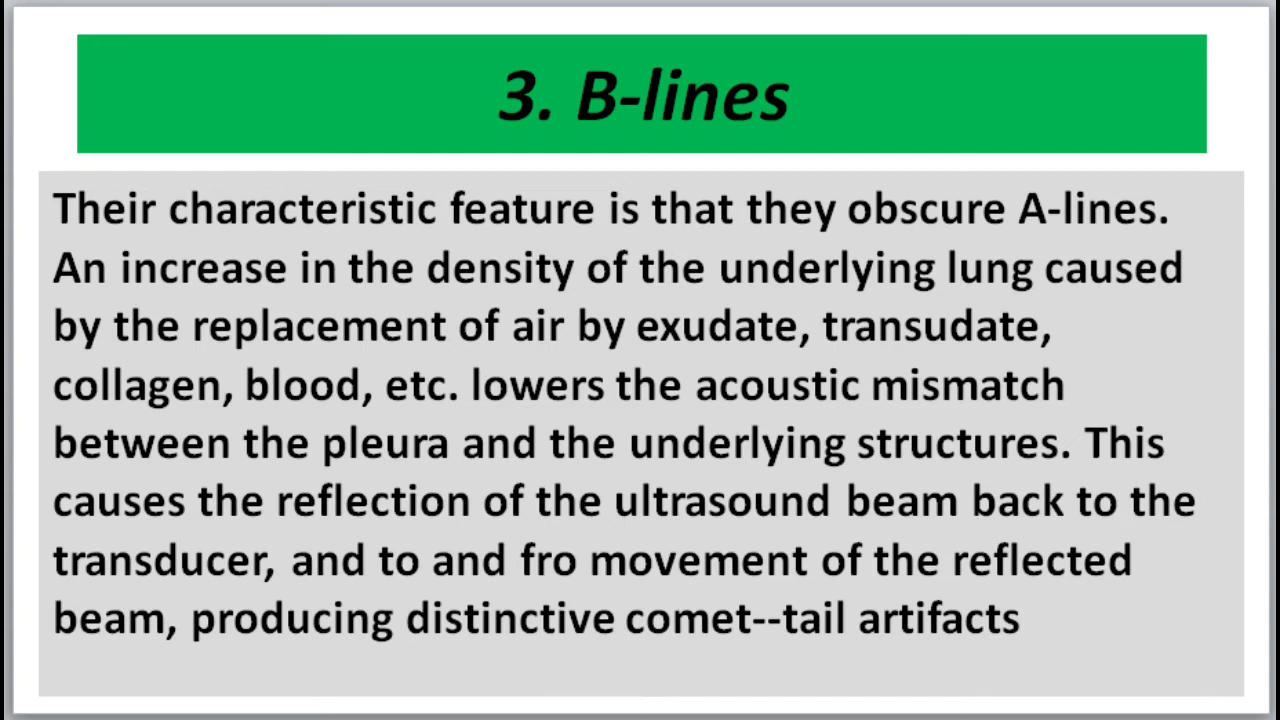 3. B-lines
Their characteristic feature is that they obscure A-lines.
An increase in the density of the underlying lung caused
by the replacement of air by exudate, transudate,
collagen, blood, etc. lowers the acoustic mismatch
between the pleura and the underlying structures. This
causes the reflection of the ultrasound beam back to the
transducer, and to and fro movement of the reflected
beam, producing distinctive comet--tail artifacts